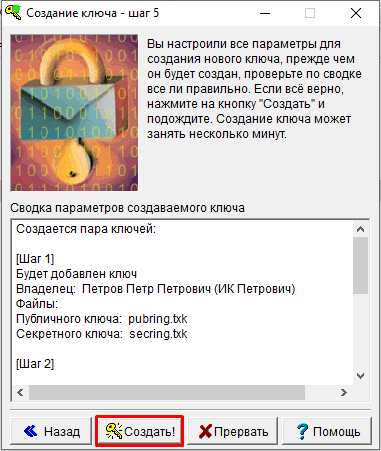 Создание ключа - шаг 5
Вы настроили все параметры для
создания нового ключа, прежде чем
он будет создан, проверьте по сводке
все ли правильно. Если всё верно,
нажмите на кнопку "Создать" и
подождите. Создание ключа может
занять несколько минут.
Сводка параметров создаваемого ключа
Создается пара ключей:
[Шаг 1]
Будет добавлен ключ
Владелец: Петров Петр Петрович (ИК Петрович)
Файлы:
Публичного ключа: pubring.txk
Секретного ключа: secring.txk
[Шаг 2]
Назад
Создать!
Прервать
Помощь